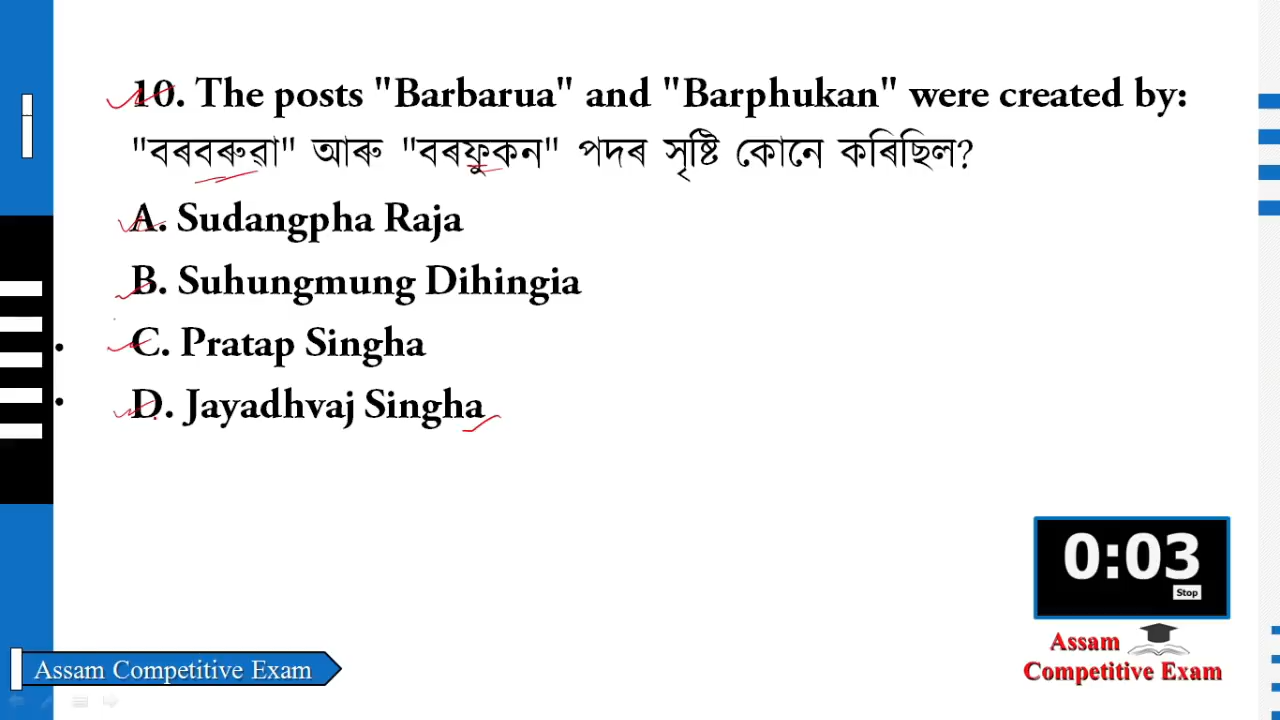 10. The posts "Barbarua" and "Barphukan" were created by:
"বৰবৰুৱা" আৰু "বৰফুকন" পদৰ সৃষ্টি কোনে কৰিছিল?
A. Sudangpha Raja
B. Suhungmung Dihingia
C. Pratap Singha
D. Jayadhvaj Singha
0:03
Stop
Assam
Competitive Exam
Assam Competitive Exam